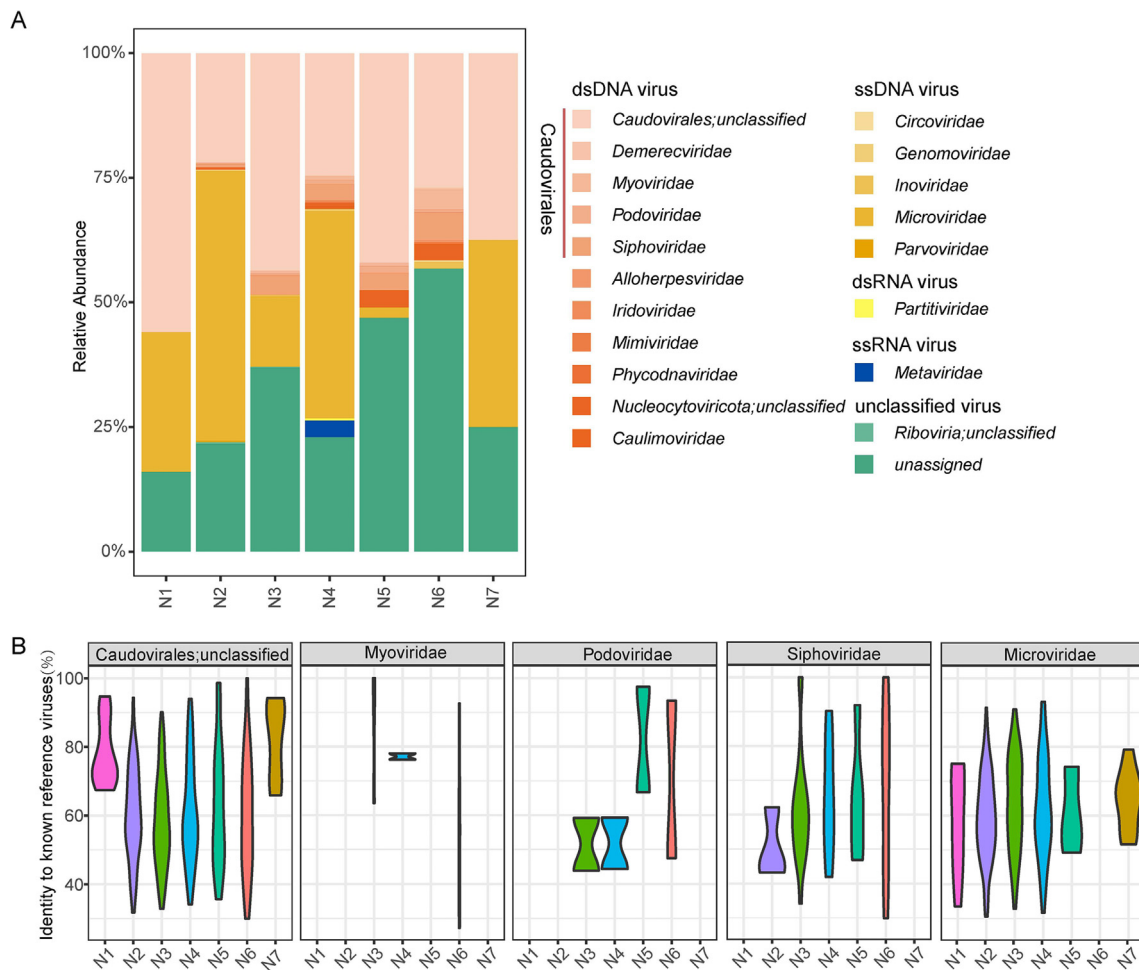 A
100%
75%
50%
25%
0%
Relative Abundance
N1 N2 N3 N4 N5 N6 N7
dsDNA virus
Caudovirales
Caudovirales;unclassified
Demerecviridae
Myoviridae
Podoviridae
Siphoviridae
Alloherpesviridae
Iridoviridae
Mimiviridae
Phycodnaviridae
Nucleocytoviricota;unclassified
Caulimoviridae
ssDNA virus
Circoviridae
Genomoviridae
Inoviridae
Microviridae
Parvoviridae
dsRNA virus
Partitiviridae
ssRNA virus
Metaviridae
unclassified virus
Riboviria;unclassified
unassigned
B
Identity to known reference viruses(%)
100
80
60
40
Caudovirales;unclassified
Myoviridae
Podoviridae
Siphoviridae
Microviridae
N1 N2 N3 N4 N5 N6 N7
N1 N2 N3 N4 N5 N6 N7
N1 N2 N3 N4 N5 N6 N7
N1 N2 N3 N4 N5 N6 N7
N1 N2 N3 N4 N5 N6 N7